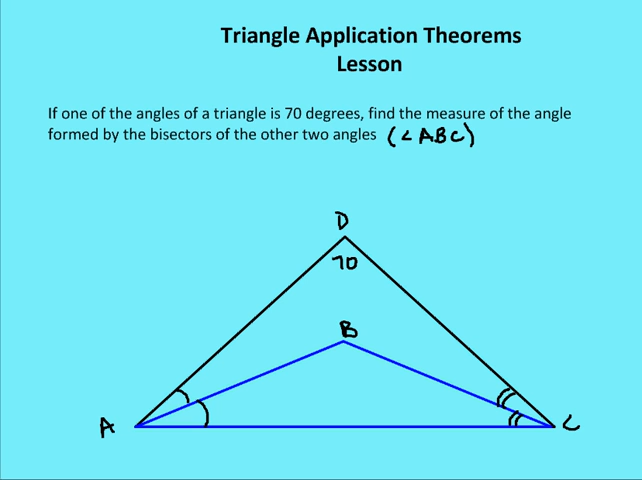 Triangle Application Theorems
Lesson
If one of the angles of a triangle is 70 degrees, find the measure of the angle
formed by the bisectors of the other two angles (∠ABC)
D
70
B
A
C